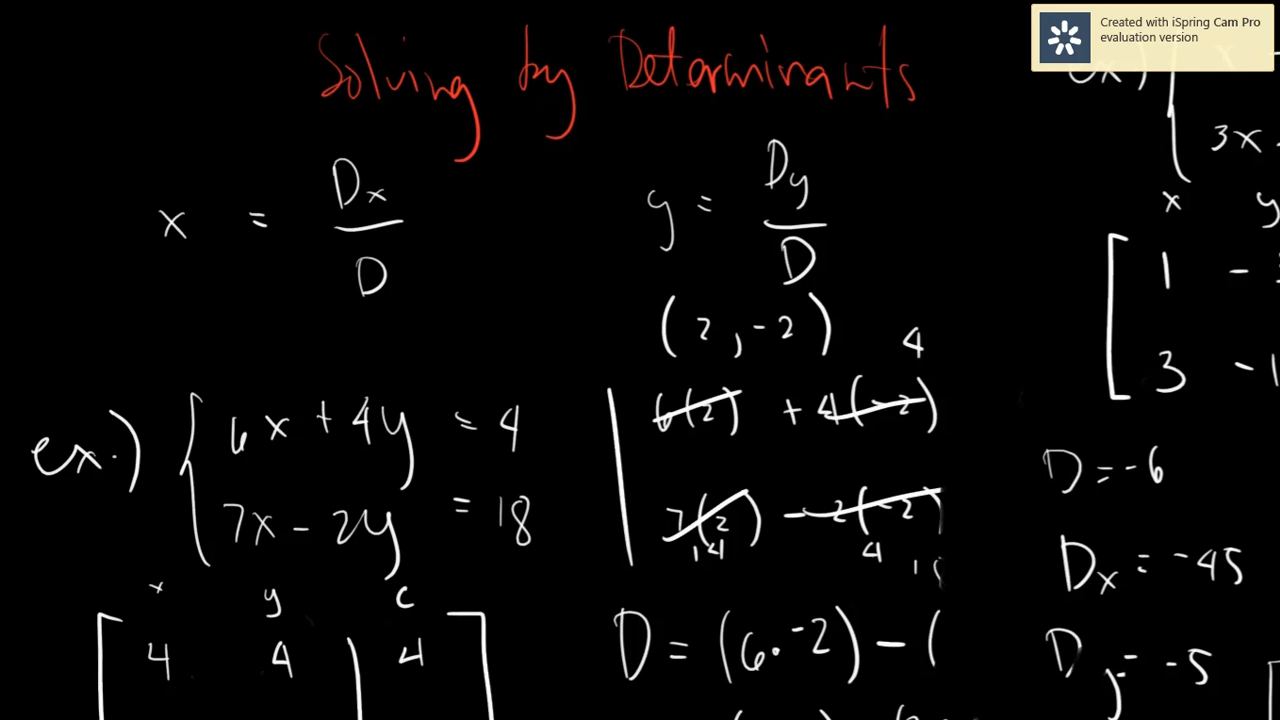 Created with iSpring Cam Pro
evaluation version
Solving by Determinants
x = Dx / D
y = Dy / D
(2, -2)
4
ex.) { 6x + 4y = 4
7x - 2y = 18
6(2) + 4(-2)
7(2) - 2(-2)
14 4
x y c
4 4 | 4
D = (6·-2) - (
ex) {
3x
x y
[ 1 -
3 -1
D = -6
Dx = -45
Dy = -5